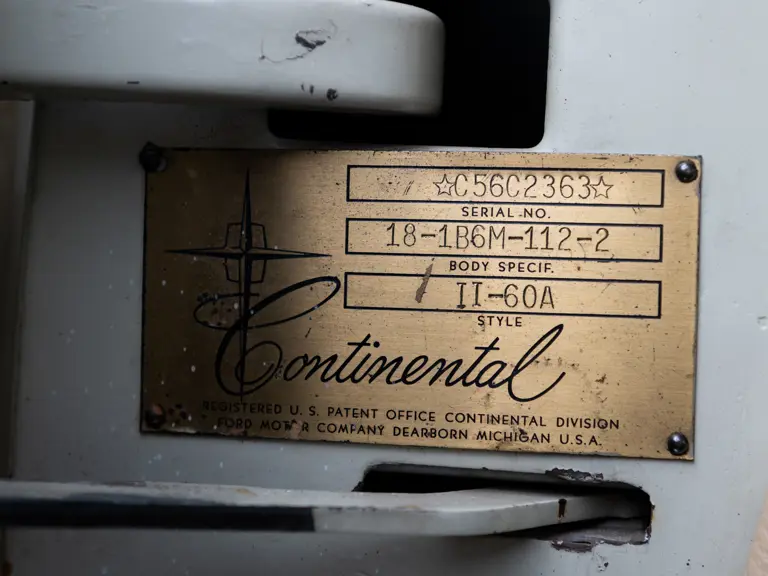 ☆C56C2363☆
SERIAL NO.
18-1B6M-112-2
BODY SPECIF.
II-60A
STYLE
Continental
REGISTERED U. S. PATENT OFFICE CONTINENTAL DIVISION
FORD MOTOR COMPANY DEARBORN MICHIGAN U.S.A.